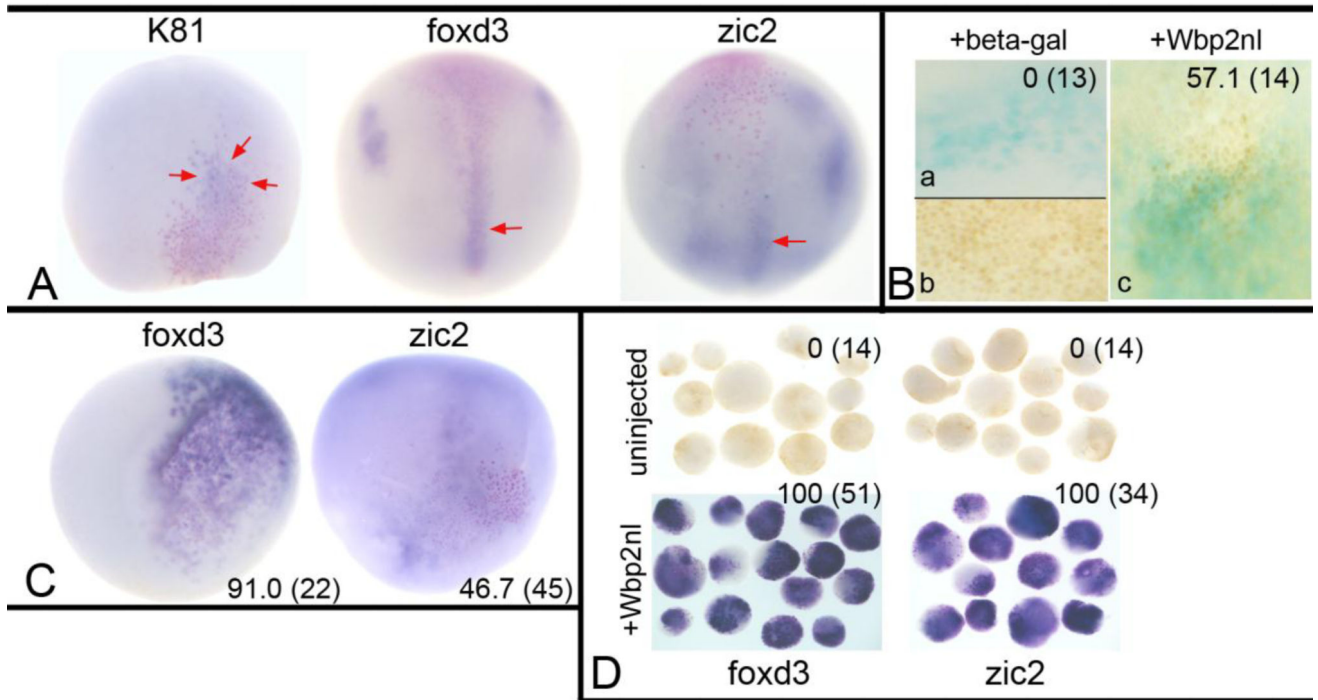 K81
foxd3
zic2
A
+beta-gal
+Wbp2nl
0 (13)
57.1 (14)
a
b
c
B
foxd3
zic2
91.0 (22)
46.7 (45)
C
uninjected
0 (14)
0 (14)
+Wbp2nl
100 (51)
100 (34)
D
foxd3
zic2